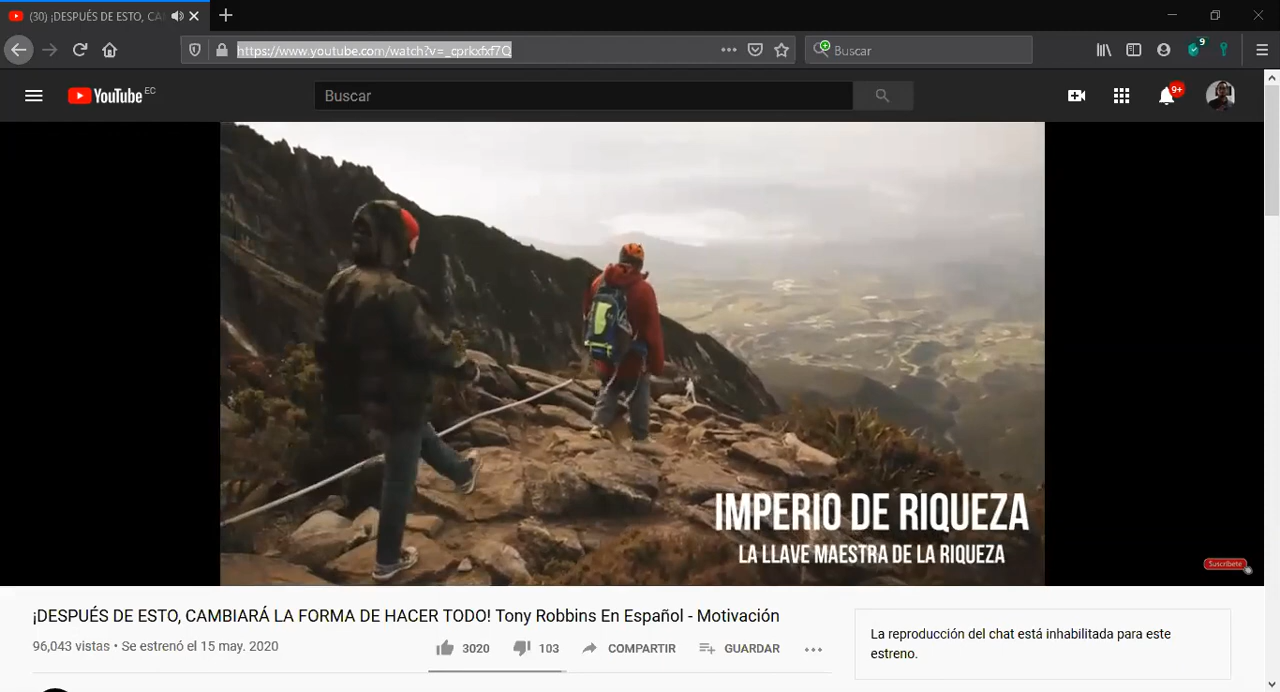 (30) ¡DESPUÉS DE ESTO, CA
https://www.youtube.com/watch?v=_cprkxfxf7Q
Buscar
9
YouTube EC
Buscar
9+
IMPERIO DE RIQUEZA
LA LLAVE MAESTRA DE LA RIQUEZA
Suscríbete
¡DESPUÉS DE ESTO, CAMBIARÁ LA FORMA DE HACER TODO! Tony Robbins En Español - Motivación
96,043 vistas • Se estrenó el 15 may. 2020
3020
103
COMPARTIR
GUARDAR
La reproducción del chat está inhabilitada para este
estreno.